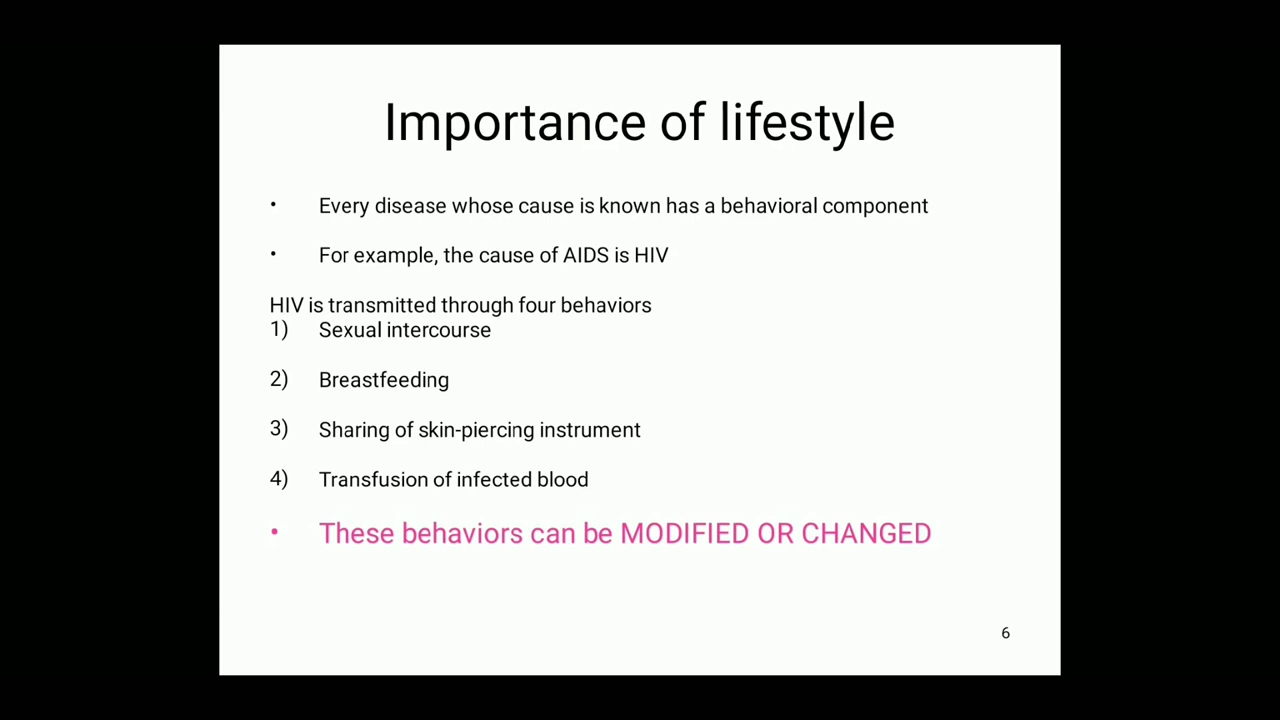 Importance of lifestyle
• Every disease whose cause is known has a behavioral component
• For example, the cause of AIDS is HIV
HIV is transmitted through four behaviors
1) Sexual intercourse
2) Breastfeeding
3) Sharing of skin-piercing instrument
4) Transfusion of infected blood
• These behaviors can be MODIFIED OR CHANGED
6